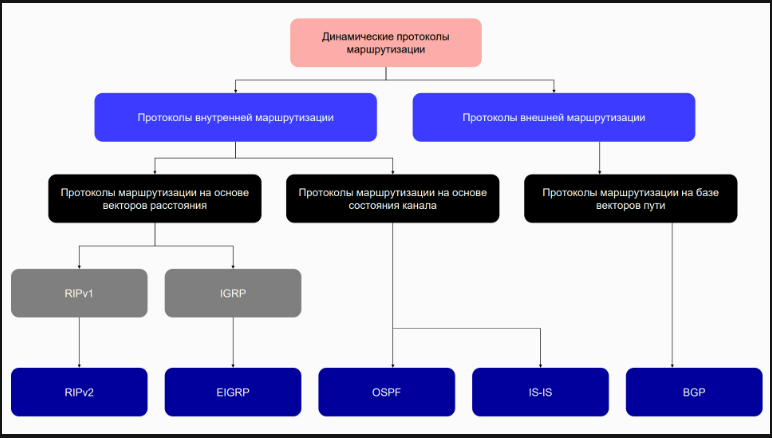 Динамические протоколы
маршрутизации
Протоколы внутренней маршрутизации
Протоколы внешней маршрутизации
Протоколы маршрутизации на основе
векторов расстояния
Протоколы маршрутизации на основе
состояния канала
Протоколы маршрутизации на базе
векторов пути
RIPv1
IGRP
RIPv2
EIGRP
OSPF
IS-IS
BGP